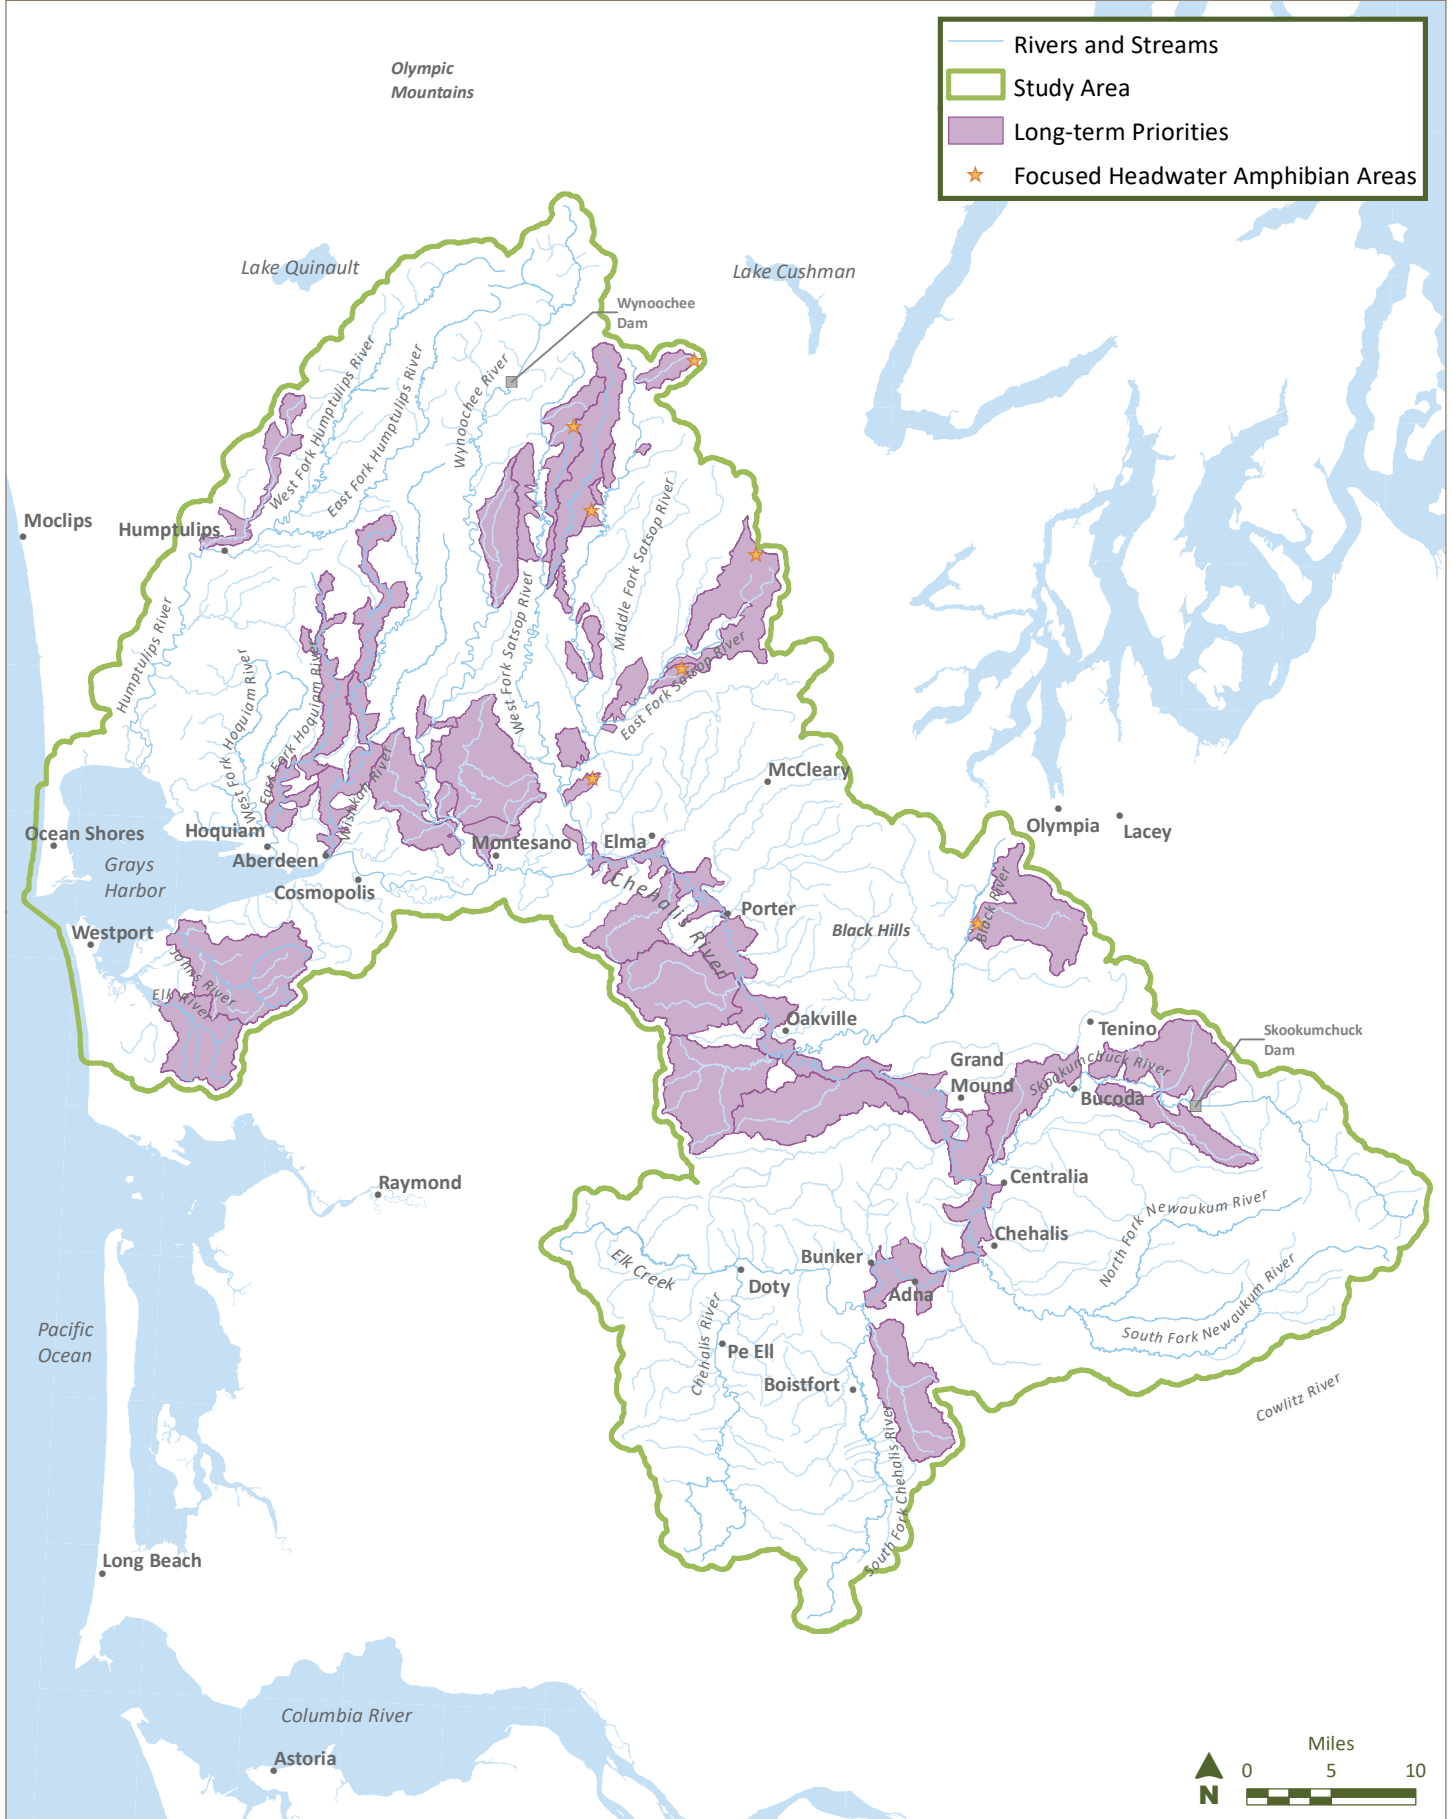 Rivers and Streams
Study Area
Long-term Priorities
Focused Headwater Amphibian Areas
Olympic
Mountains
Lake Quinault
Lake Cushman
Wynoochee
Dam
West Fork Humptulips River
East Fork Humptulips River
Wynoochee River
Moclips
Humptulips
Middle Fork Satsop River
West Fork Satsop River
Humptulips River
West Fork Hoquiam River
East Fork Hoquiam River
East Fork Satsop River
Wishkah River
McCleary
Ocean Shores
Hoquiam
Aberdeen
Montesano
Elma
Olympia
Lacey
Grays
Harbor
Cosmopolis
Chehalis River
Black River
Porter
Black Hills
Westport
Johns River
Elk River
Oakville
Tenino
Skookumchuck
Dam
Grand
Mound
Skookumchuck River
Bucoda
Raymond
Centralia
North Fork Newaukum River
Chehalis
Elk Creek
Bunker
Doty
Adna
South Fork Newaukum River
Pacific
Ocean
Chehalis River
Pe Ell
Boistfort
Cowlitz River
South Fork Chehalis River
Long Beach
Columbia River
Astoria
Miles
0 5 10
N